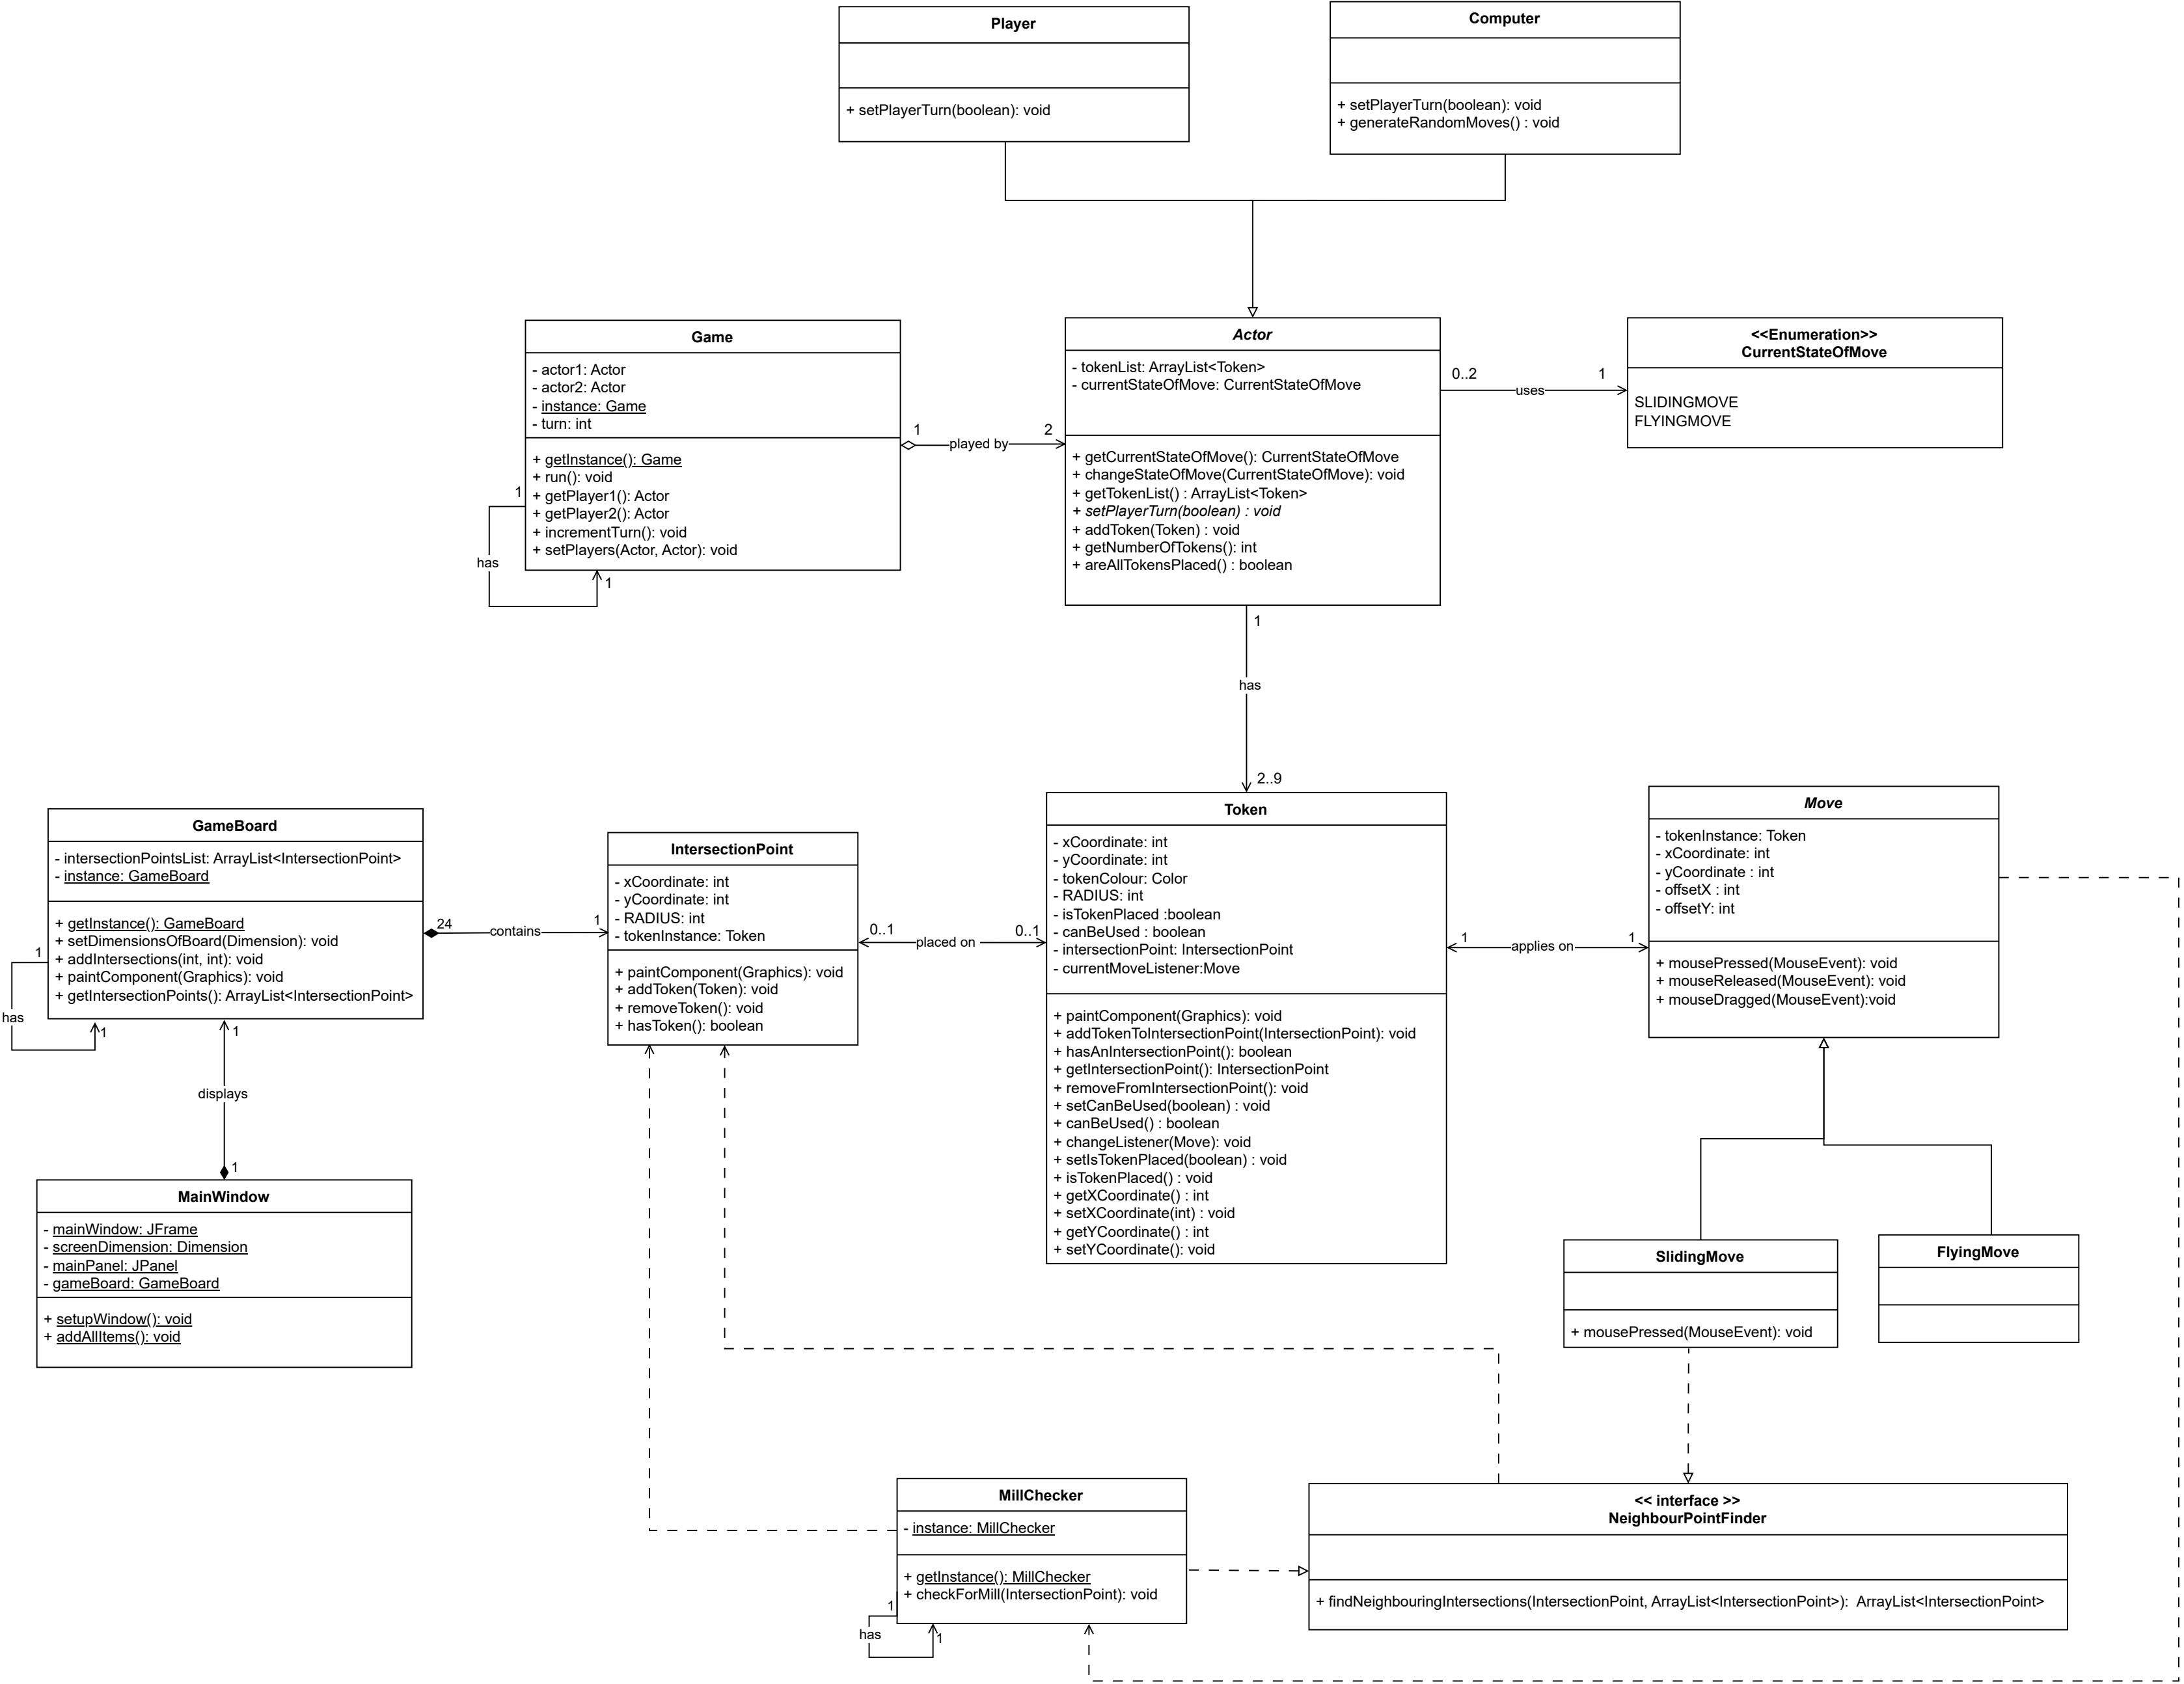 Player
+ setPlayerTurn(boolean): void
Computer
+ setPlayerTurn(boolean): void
+ generateRandomMoves() : void
Game
- actor1: Actor
- actor2: Actor
- instance: Game
- turn: int
+ getInstance(): Game
+ run(): void
+ getPlayer1(): Actor
+ getPlayer2(): Actor
+ incrementTurn(): void
+ setPlayers(Actor, Actor): void
1
has
1
1
played by
2
Actor
- tokenList: ArrayList<Token>
- currentStateOfMove: CurrentStateOfMove
+ getCurrentStateOfMove(): CurrentStateOfMove
+ changeStateOfMove(CurrentStateOfMove): void
+ getTokenList() : ArrayList<Token>
+ setPlayerTurn(boolean) : void
+ addToken(Token) : void
+ getNumberOfTokens(): int
+ areAllTokensPlaced() : boolean
0..2
uses
1
<<Enumeration>>
CurrentStateOfMove
SLIDINGMOVE
FLYINGMOVE
1
has
2..9
GameBoard
- intersectionPointsList: ArrayList<IntersectionPoint>
- instance: GameBoard
+ getInstance(): GameBoard
+ setDimensionsOfBoard(Dimension): void
+ addIntersections(int, int): void
+ paintComponent(Graphics): void
+ getIntersectionPoints(): ArrayList<IntersectionPoint>
1
has
1
24
contains
1
IntersectionPoint
- xCoordinate: int
- yCoordinate: int
- RADIUS: int
- tokenInstance: Token
+ paintComponent(Graphics): void
+ addToken(Token): void
+ removeToken(): void
+ hasToken(): boolean
0..1
placed on
0..1
Token
- xCoordinate: int
- yCoordinate: int
- tokenColour: Color
- RADIUS: int
- isTokenPlaced :boolean
- canBeUsed : boolean
- intersectionPoint: IntersectionPoint
- currentMoveListener:Move
+ paintComponent(Graphics): void
+ addTokenToIntersectionPoint(IntersectionPoint): void
+ hasAnIntersectionPoint(): boolean
+ getIntersectionPoint(): IntersectionPoint
+ removeFromIntersectionPoint(): void
+ setCanBeUsed(boolean) : void
+ canBeUsed() : boolean
+ changeListener(Move): void
+ setIsTokenPlaced(boolean) : void
+ isTokenPlaced() : void
+ getXCoordinate() : int
+ setXCoordinate(int) : void
+ getYCoordinate() : int
+ setYCoordinate(): void
1
applies on
1
Move
- tokenInstance: Token
- xCoordinate: int
- yCoordinate : int
- offsetX : int
- offsetY: int
+ mousePressed(MouseEvent): void
+ mouseReleased(MouseEvent): void
+ mouseDragged(MouseEvent):void
1
displays
1
MainWindow
- mainWindow: JFrame
- screenDimension: Dimension
- mainPanel: JPanel
- gameBoard: GameBoard
+ setupWindow(): void
+ addAllItems(): void
SlidingMove
+ mousePressed(MouseEvent): void
FlyingMove
MillChecker
- instance: MillChecker
+ getInstance(): MillChecker
+ checkForMill(IntersectionPoint): void
1
has
1
<< interface >>
NeighbourPointFinder
+ findNeighbouringIntersections(IntersectionPoint, ArrayList<IntersectionPoint>): ArrayList<IntersectionPoint>